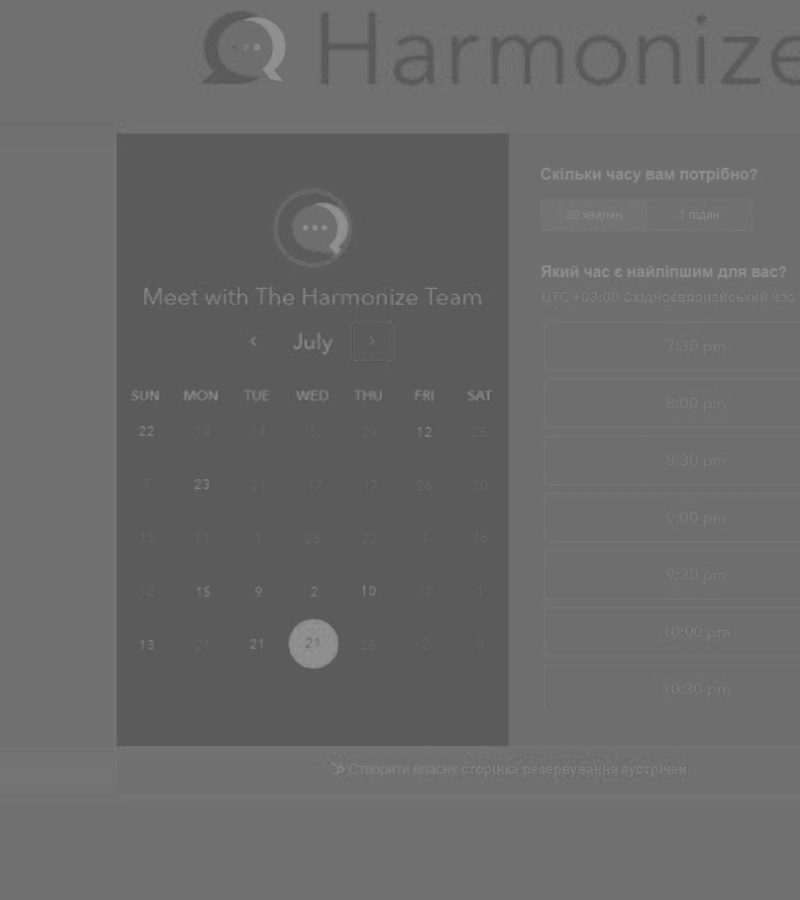 Harmonize
Meet with The Harmonize Team
July
SUN MON TUE WED THU FRI SAT
22 14 14 6 29 12 25
7 23 21 17 17 26 20
15 11 1 25 22 1 16
12 15 9 2 10 10 1
13 21 21 21 25 2 8
Скільки часу вам потрібно?
30 хвилин 1 годин
Який час є найліпшим для вас?
UTC +03:00 Східноєвропейський час
7:30 pm
8:00 pm
8:30 pm
9:00 pm
9:30 pm
10:00 pm
10:30 pm
Створити власну сторінка резервування зустрічей